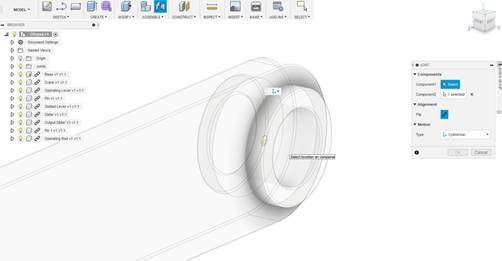 MODEL
SKETCH
CREATE
MODIFY
ASSEMBLE
CONSTRUCT
INSPECT
INSERT
MAKE
ADD-INS
SELECT
BROWSER
Document Settings
Named Views
Origin
Joints
Base v1 v1:1
Crank v1 v1:1
Operating Lever v1 v1:1
Pin v1 v1:1
Slotted Lever v1 v1:1
Slider v1 v1:1
Output Slider v3 v1:1
Pin 1 v1 v1:1
Operating Rod v1 v1:1
Select location on component
JOINT
Components
Component1 Select
Component2 1 selected
Alignment
Flip
Motion
Type Cylindrical
OK Cancel